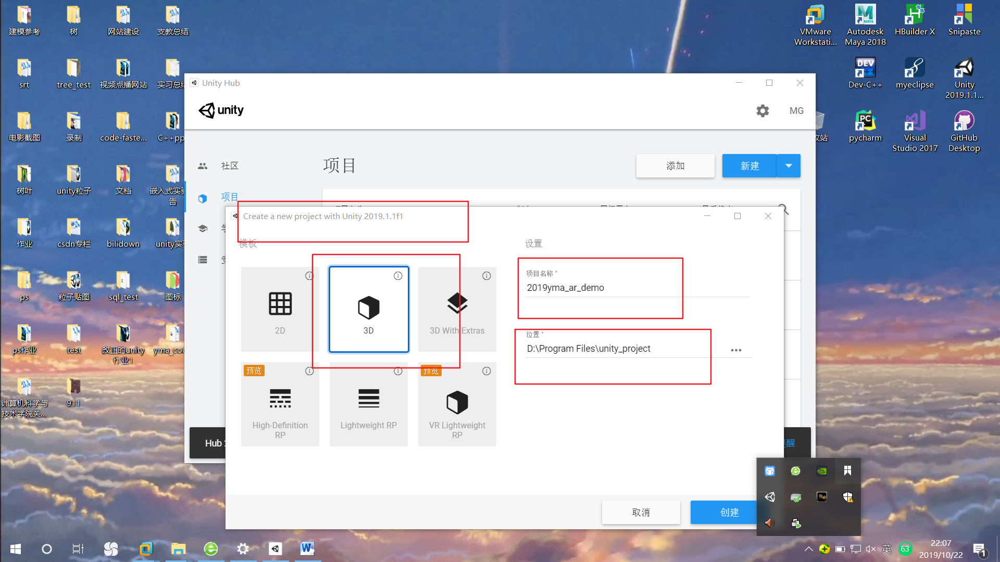 建模参考
树
网站建设
支教总结
VMware
Workstati...
Autodesk
Maya 2018
HBuilder X
Snipaste
srt
tree_test
视频点播网站
实习总结
DEV
Dev-C++
myeclipse
Unity
2019.1.1...
电影截图
录制
code-faste...
C++pp
PC
pycharm
Visual
Studio 2017
GitHub
Desktop
树叶
unity粒子
文档
嵌入式实验
告
作业
csdn专栏
bilidown
unity实
ps
粒子贴图
sql_test
图标
ps作业
test
改正的unity
作业1
yma_co
计算机科学与
技术学院关...
911
Unity Hub
unity
MG
社区
项目
项目
添加
新建
Create a new project with Unity 2019.1.1f1
模板
设置
2D
3D
3D With Extras
预览
High-Definition
RP
Lightweight RP
预览
VR Lightweight
RP
项目名称 *
2019yma_ar_demo
位置 *
D:\Program Files\unity_project
Hub
醒
取消
创建
英
63
22:07
2019/10/22
1